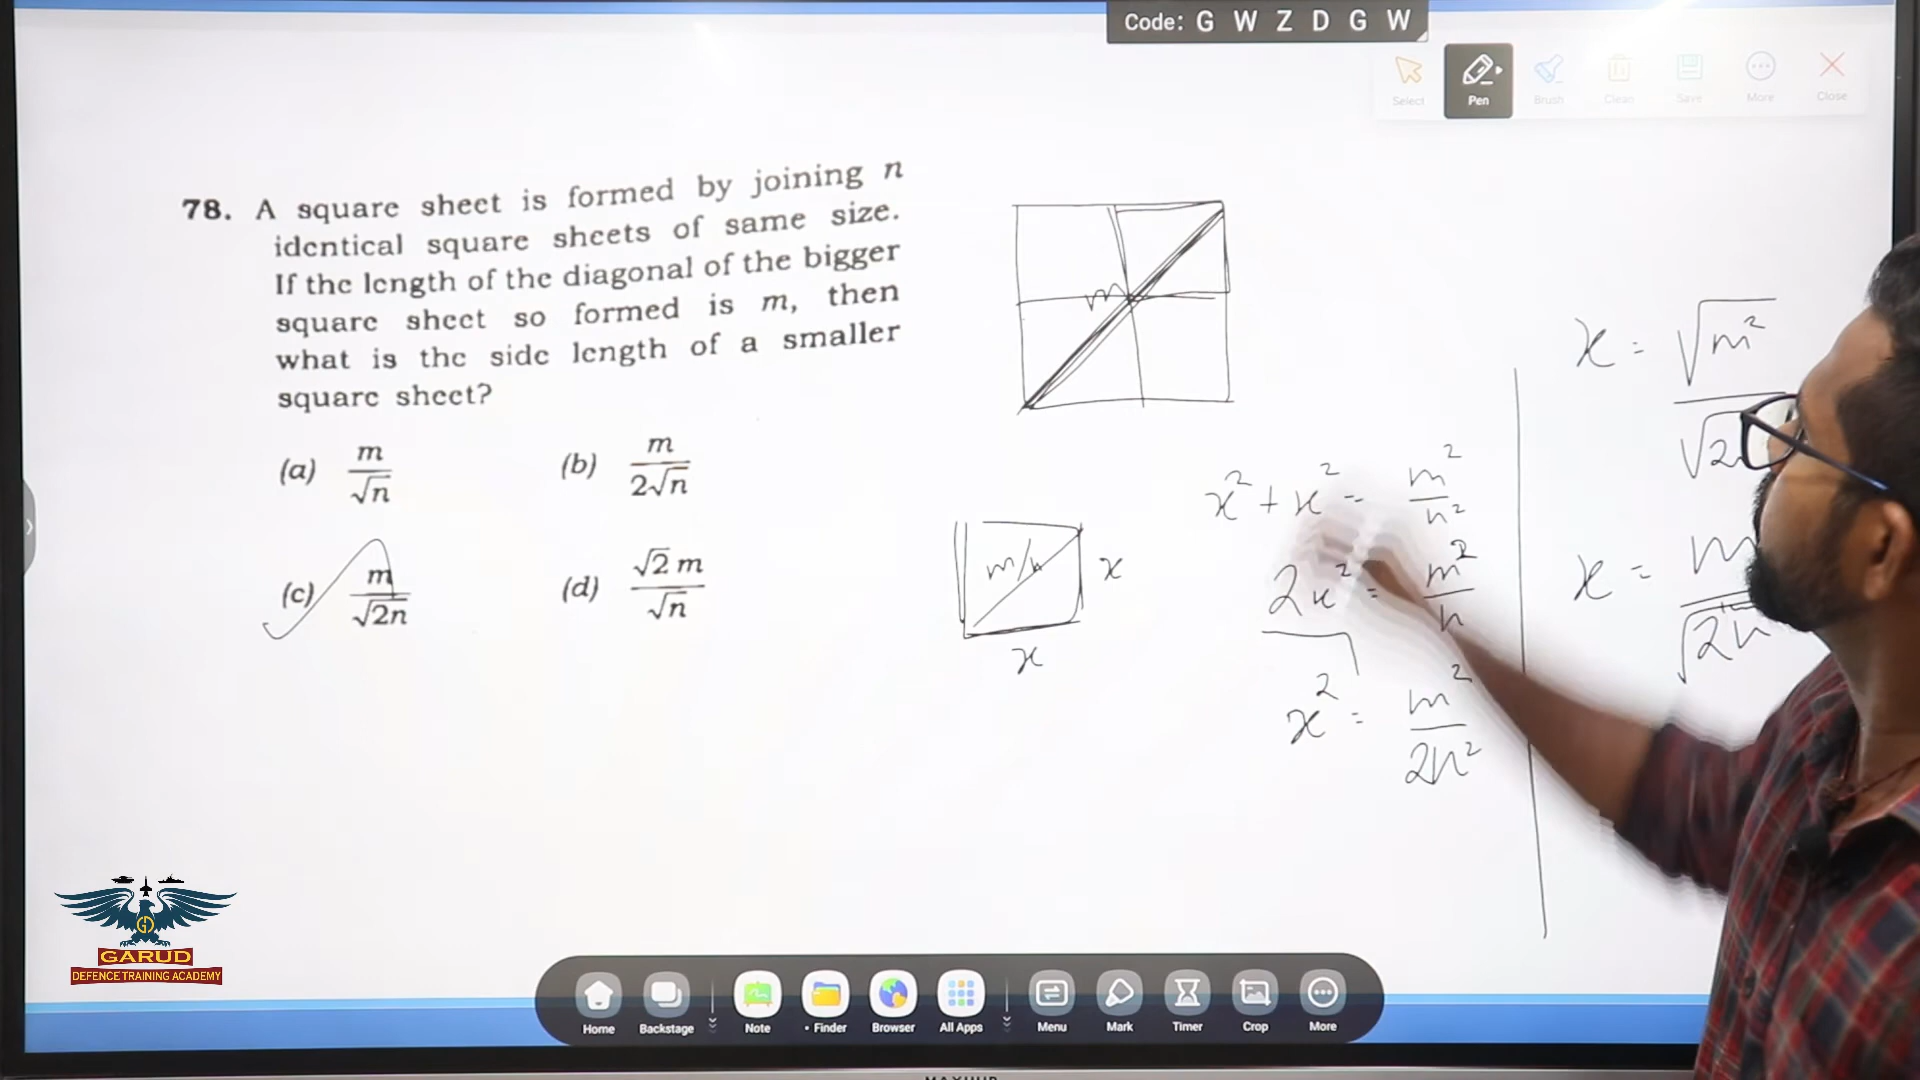 Code: G W Z D G W
Select Pen Brush Clean Save More Close
78. A square sheet is formed by joining n
identical square sheets of same size.
If the length of the diagonal of the bigger
square sheet so formed is m, then
what is the side length of a smaller
square sheet?
(a) m/√n (b) m/2√n
(c) m/√2n (d) √2 m/√n
m
m/n x
x
x² + x² = m²/n²
2x² = m²/n
x² = m²/2n²
x = √m²
x = m/√2n
GARUD
DEFENCE TRAINING ACADEMY
Home Backstage Note • Finder Browser All Apps Menu Mark Timer Crop More